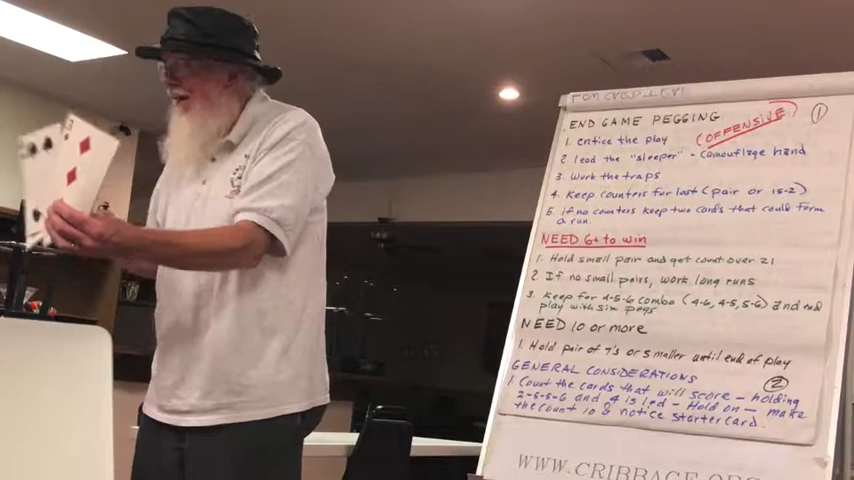 END GAME PEGGING (OFFENSIVE) 1
1. Entice the play
2. lead the "sleeper" - camouflage hand
3. Work the traps
4. Keep counters for last (pair or 15-2)
5. if no counters keep two cards that could form
a run
NEED 6+ to win
1. Hold small pair and get count over 21
2. If no small pairs, work long runs
3. Keep for 4-5-6 combo (4-6, 4-5, 5-6) 2nd end
play with six pegs
NEED 10 or more
1. Hold pair of 7's or smaller until end of play
GENERAL CONSIDERATIONS 2
1. Count the cards that will score - holding
2-5-5-6 and 4 is led - Hold on - make
the count 10 & notice the starter card.
WWW.CRIBBAGE.ORG